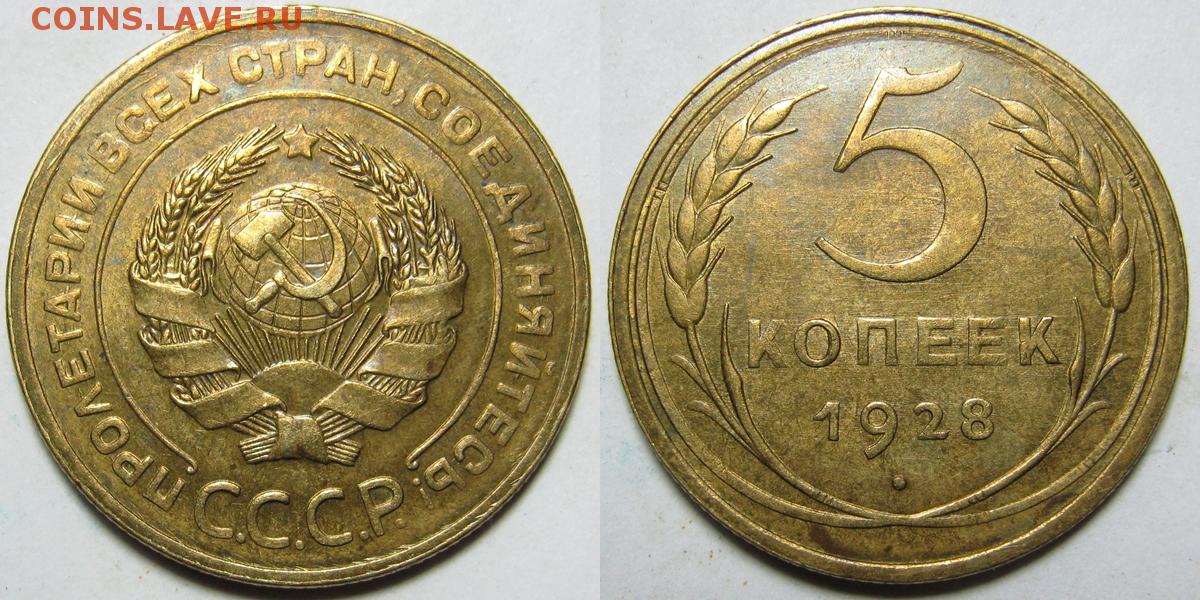 COINS.LAVE.RU
ПРОЛЕТАРИИ ВСЕХ СТРАН, СОЕДИНЯЙТЕСЬ!
С.С.С.Р.
5
КОПЕЕК
1928